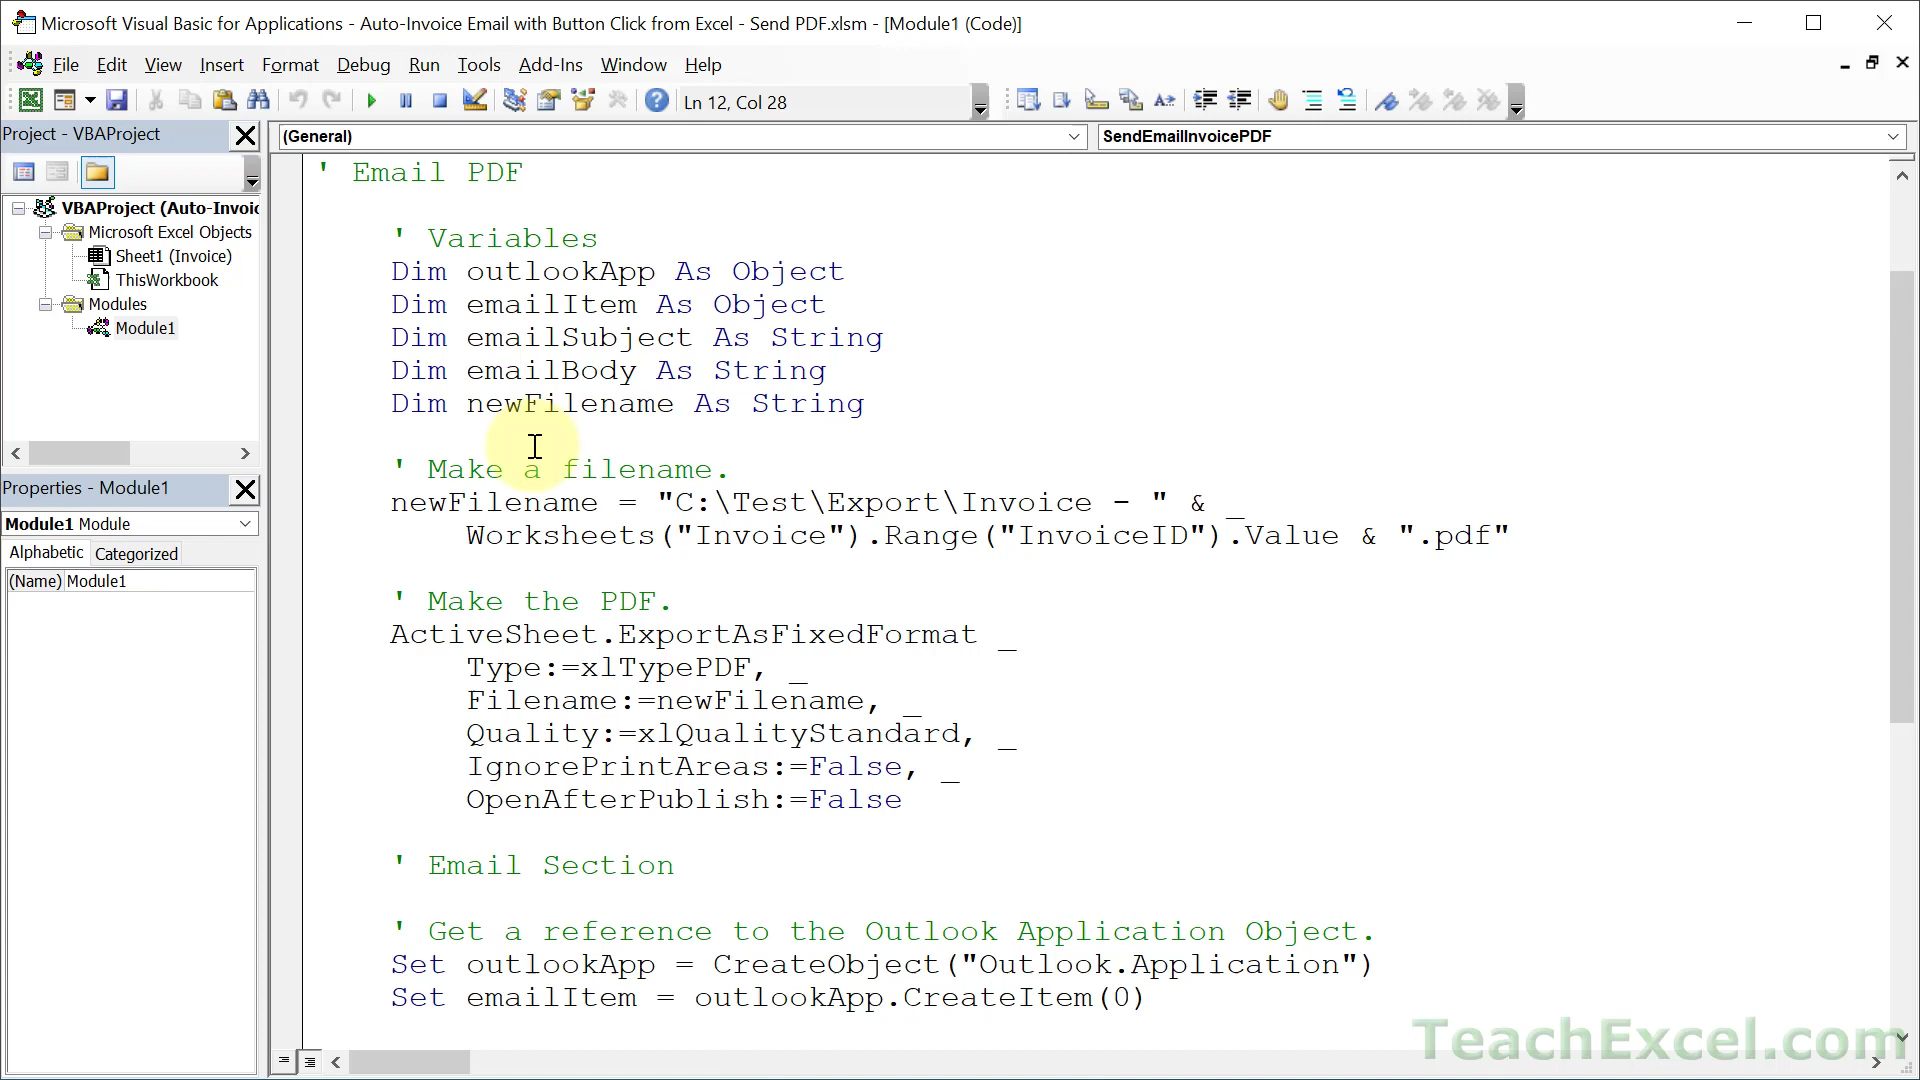 Microsoft Visual Basic for Applications - Auto-Invoice Email with Button Click from Excel - Send PDF.xlsm - [Module1 (Code)]
File Edit View Insert Format Debug Run Tools Add-Ins Window Help
Ln 12, Col 28
Project - VBAProject
(General)
SendEmailInvoicePDF
VBAProject (Auto-Invoic
Microsoft Excel Objects
Sheet1 (Invoice)
ThisWorkbook
Modules
Module1
Properties - Module1
Module1 Module
Alphabetic Categorized
(Name) Module1
' Email PDF
' Variables
Dim outlookApp As Object
Dim emailItem As Object
Dim emailSubject As String
Dim emailBody As String
Dim newFilename As String
' Make a filename.
newFilename = "C:\Test\Export\Invoice - " & _
Worksheets("Invoice").Range("InvoiceID").Value & ".pdf"
' Make the PDF.
ActiveSheet.ExportAsFixedFormat _
Type:=xlTypePDF, _
Filename:=newFilename, _
Quality:=xlQualityStandard, _
IgnorePrintAreas:=False, _
OpenAfterPublish:=False
' Email Section
' Get a reference to the Outlook Application Object.
Set outlookApp = CreateObject("Outlook.Application")
Set emailItem = outlookApp.CreateItem(0)
TeachExcel.com